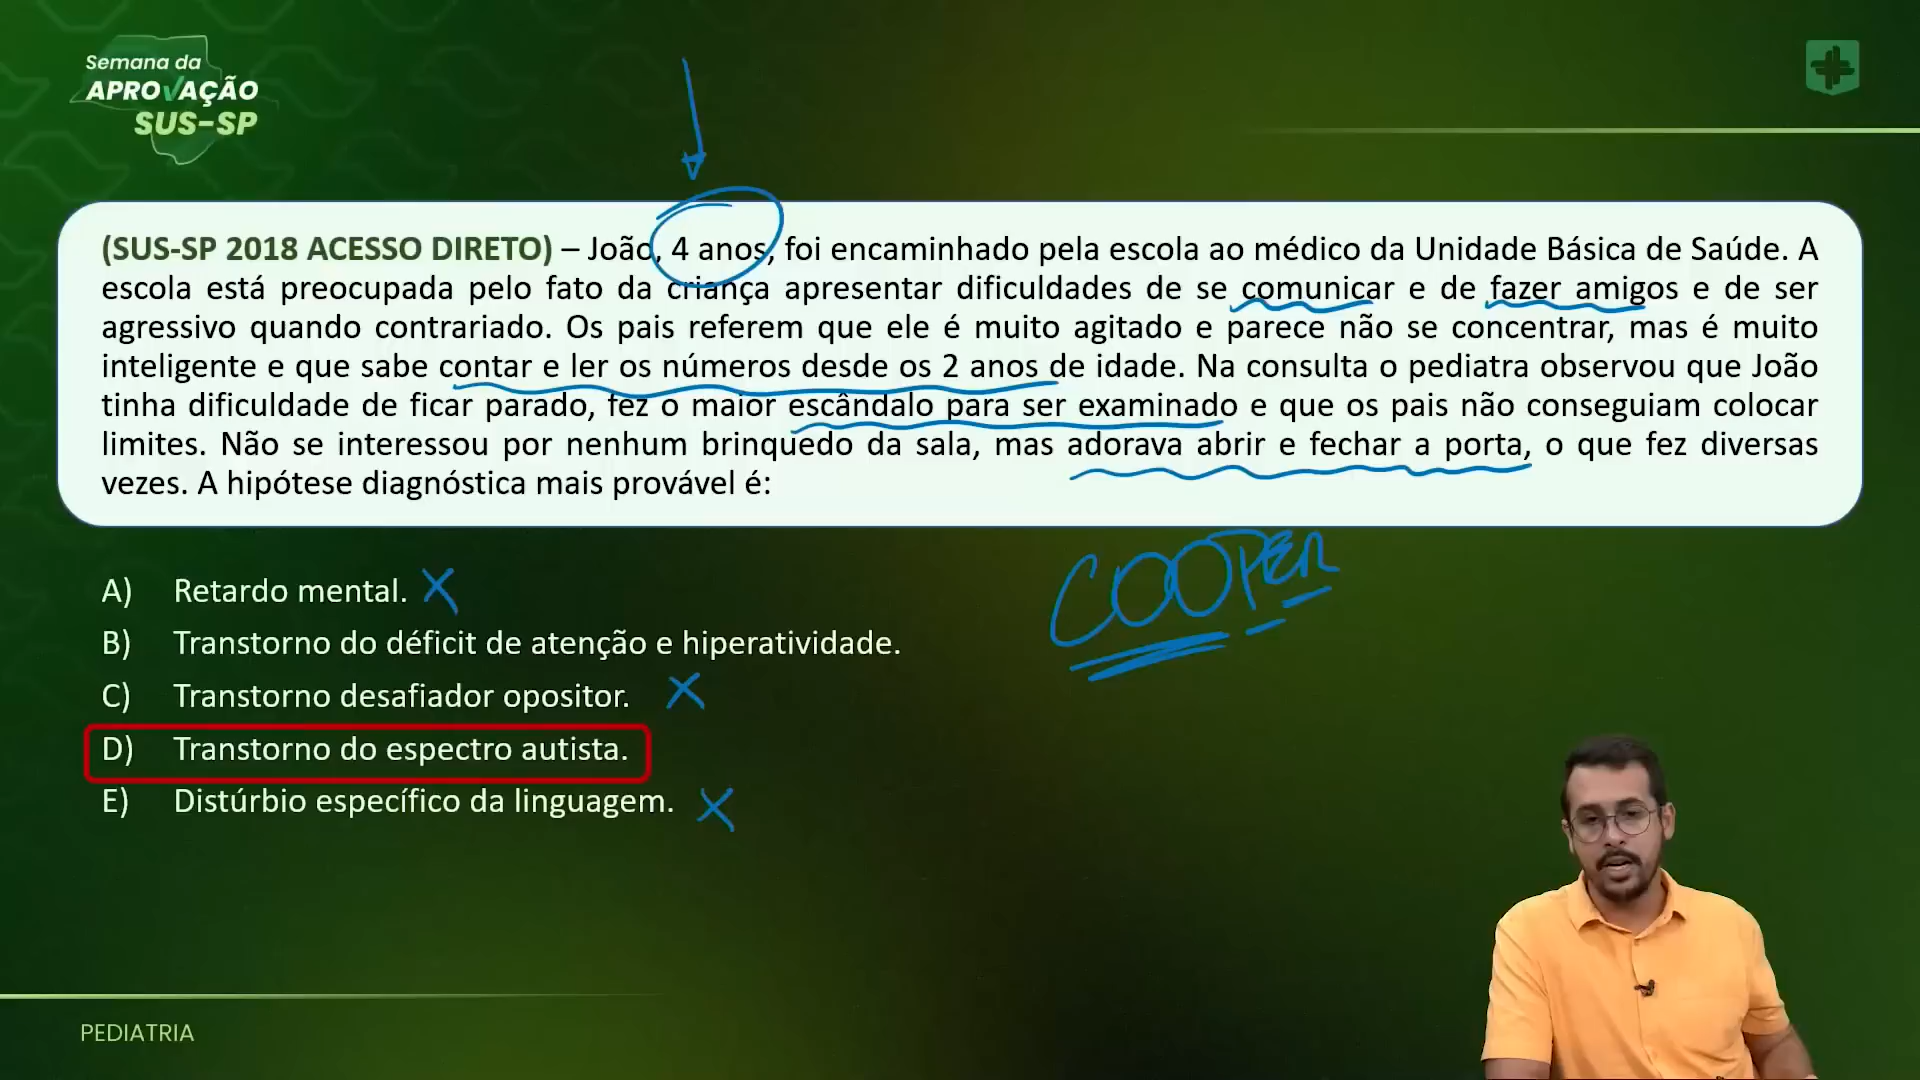 Semana da
APROVAÇÃO
SUS-SP
(SUS-SP 2018 ACESSO DIRETO) – João, 4 anos, foi encaminhado pela escola ao médico da Unidade Básica de Saúde. A
escola está preocupada pelo fato da criança apresentar dificuldades de se comunicar e de fazer amigos e de ser
agressivo quando contrariado. Os pais referem que ele é muito agitado e parece não se concentrar, mas é muito
inteligente e que sabe contar e ler os números desde os 2 anos de idade. Na consulta o pediatra observou que João
tinha dificuldade de ficar parado, fez o maior escândalo para ser examinado e que os pais não conseguiam colocar
limites. Não se interessou por nenhum brinquedo da sala, mas adorava abrir e fechar a porta, o que fez diversas
vezes. A hipótese diagnóstica mais provável é:
COOPER
A) Retardo mental.
B) Transtorno do déficit de atenção e hiperatividade.
C) Transtorno desafiador opositor.
D) Transtorno do espectro autista.
E) Distúrbio específico da linguagem.
PEDIATRIA